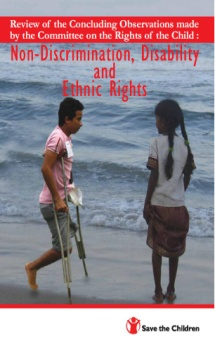 Review of the Concluding Observations made
by the Committee on the Rights of the Child :
Non-Discrimination, Disability
and
Ethnic Rights
Save the Children